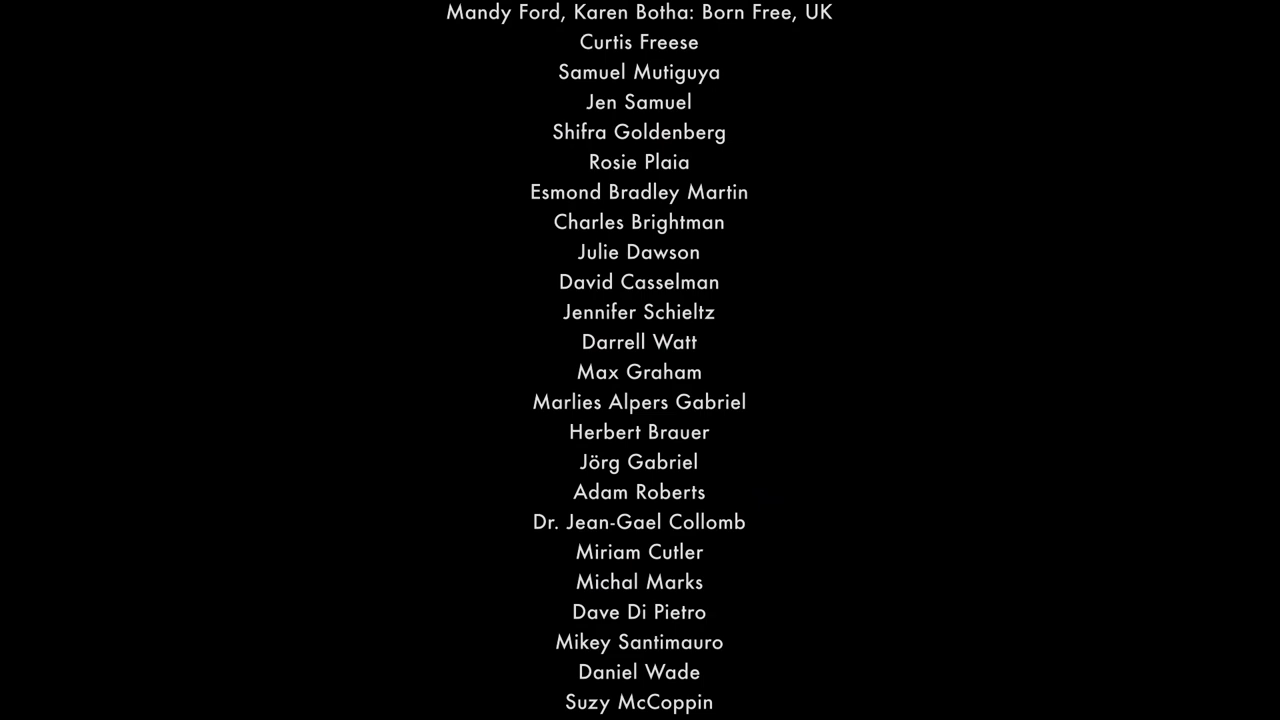 Mandy Ford, Karen Botha: Born Free, UK
Curtis Freese
Samuel Mutiguya
Jen Samuel
Shifra Goldenberg
Rosie Plaia
Esmond Bradley Martin
Charles Brightman
Julie Dawson
David Casselman
Jennifer Schieltz
Darrell Watt
Max Graham
Marlies Alpers Gabriel
Herbert Brauer
Jörg Gabriel
Adam Roberts
Dr. Jean-Gael Collomb
Miriam Cutler
Michal Marks
Dave Di Pietro
Mikey Santimauro
Daniel Wade
Suzy McCoppin